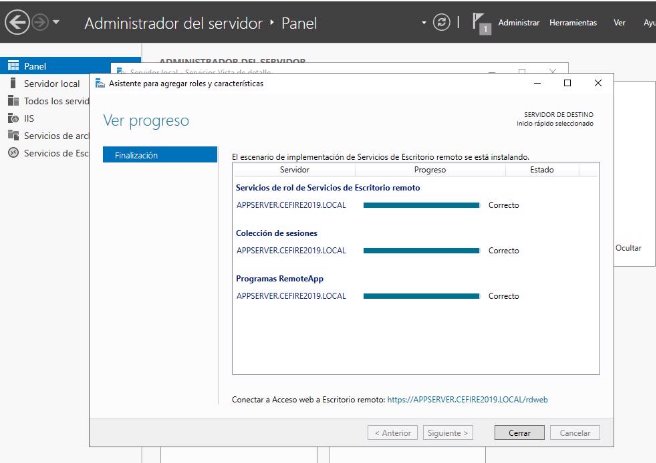 Administrador del servidor • Panel
1
Administrar Herramientas Ver
Panel
Servidor local
Todos los servid
IIS
Servicios de arc
Servicios de Esc
ADMINISTRADOR DEL SERVIDOR
Servidor local - Servicios Vista de detalle
Asistente para agregar roles y características
Ver progreso
SERVIDOR DE DESTINO
Inicio rápido seleccionado
Finalización
El escenario de implementación de Servicios de Escritorio remoto se está instalando.
Servidor Progreso Estado
Servicios de rol de Servicios de Escritorio remoto
APPSERVER.CEFIRE2019.LOCAL Correcto
Colección de sesiones
APPSERVER.CEFIRE2019.LOCAL Correcto
Programas RemoteApp
APPSERVER.CEFIRE2019.LOCAL Correcto
Ocultar
Conectar a Acceso web a Escritorio remoto: https://APPSERVER.CEFIRE2019.LOCAL/rdweb
< Anterior Siguiente > Cerrar Cancelar